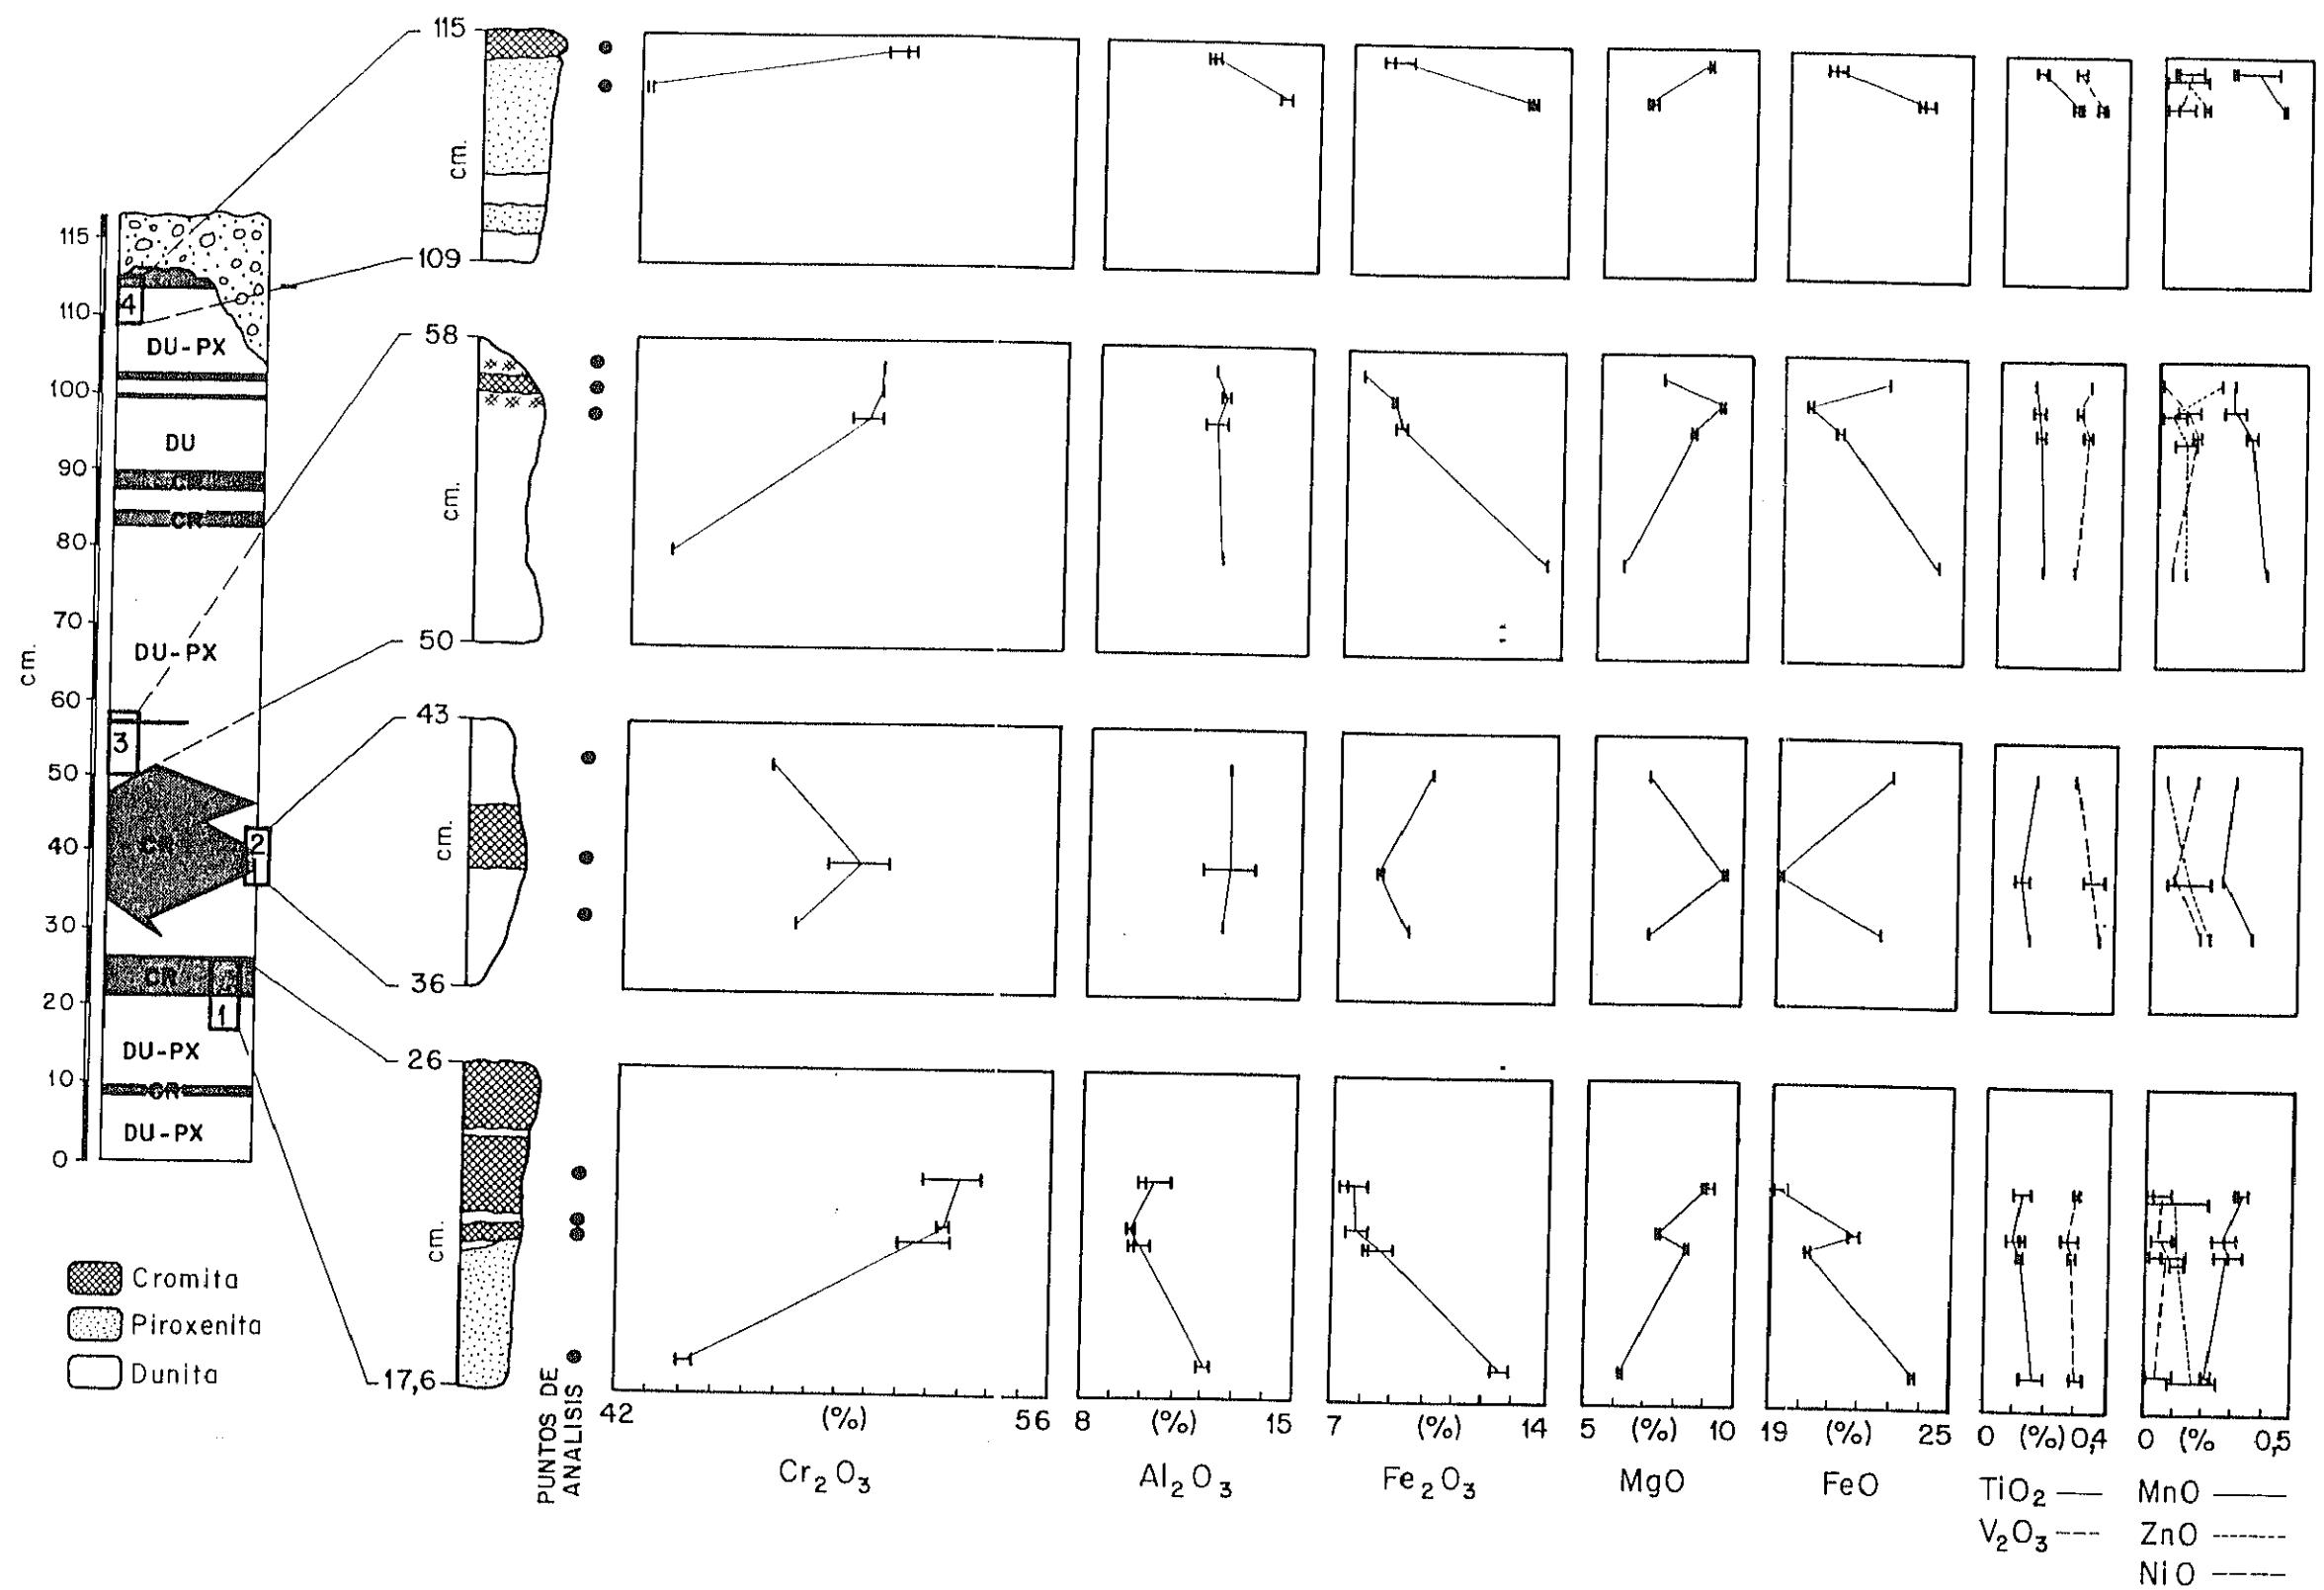 115
109
58
50
43
36
26
17,6
cm.
cm.
cm.
cm.
115
110
100
90
80
70
60
50
40
30
20
10
0
cm.
4
DU-PX
DU
CR
CR
DU-PX
3
CR
2
CR
1
DU-PX
CR
DU-PX
Cromita
Piroxenita
Dunita
PUNTOS DE
ANALISIS
42 (%) 56
Cr2O3
8 (%) 15
Al2O3
7 (%) 14
Fe2O3
5 (%) 10
MgO
19 (%) 25
FeO
0 (%) 0,4
TiO2
V2O3
0 (% 0,5
MnO
ZnO
NiO